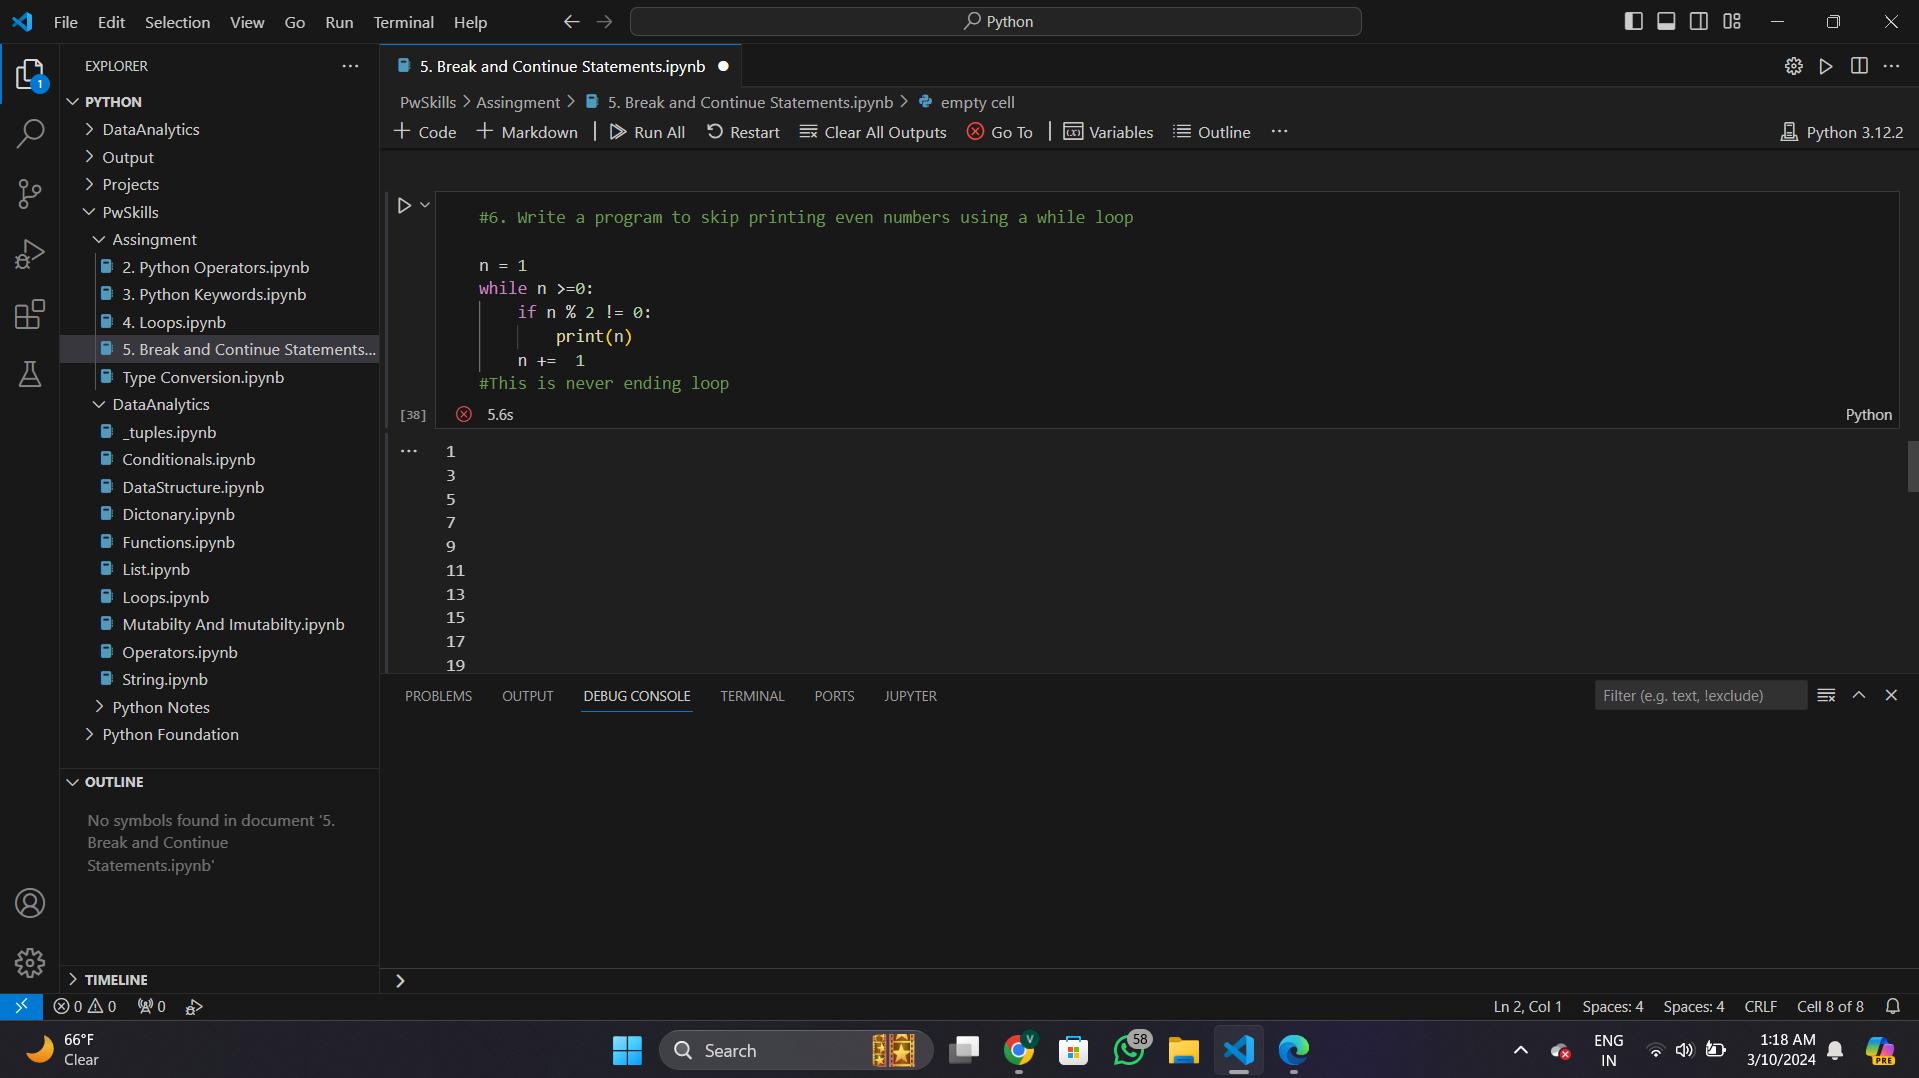 File Edit Selection View Go Run Terminal Help
Python
EXPLORER
PYTHON
DataAnalytics
Output
Projects
PwSkills
Assingment
2. Python Operators.ipynb
3. Python Keywords.ipynb
4. Loops.ipynb
5. Break and Continue Statements...
Type Conversion.ipynb
DataAnalytics
_tuples.ipynb
Conditionals.ipynb
DataStructure.ipynb
Dictonary.ipynb
Functions.ipynb
List.ipynb
Loops.ipynb
Mutabilty And Imutabilty.ipynb
Operators.ipynb
String.ipynb
Python Notes
Python Foundation
OUTLINE
No symbols found in document '5.
Break and Continue
Statements.ipynb'
TIMELINE
1
5. Break and Continue Statements.ipynb
PwSkills > Assingment > 5. Break and Continue Statements.ipynb > empty cell
+ Code + Markdown | Run All Restart Clear All Outputs Go To | Variables Outline ...
Python 3.12.2
#6. Write a program to skip printing even numbers using a while loop
n = 1
while n >=0:
    if n % 2 != 0:
        print(n)
    n +=  1
#This is never ending loop
[38] 5.6s
Python
1
3
5
7
9
11
13
15
17
19
PROBLEMS OUTPUT DEBUG CONSOLE TERMINAL PORTS JUPYTER
Filter (e.g. text, !exclude)
0 0 0
Ln 2, Col 1 Spaces: 4 Spaces: 4 CRLF Cell 8 of 8
66°F
Clear
Search
V
58
ENG
IN
1:18 AM
3/10/2024
PRE